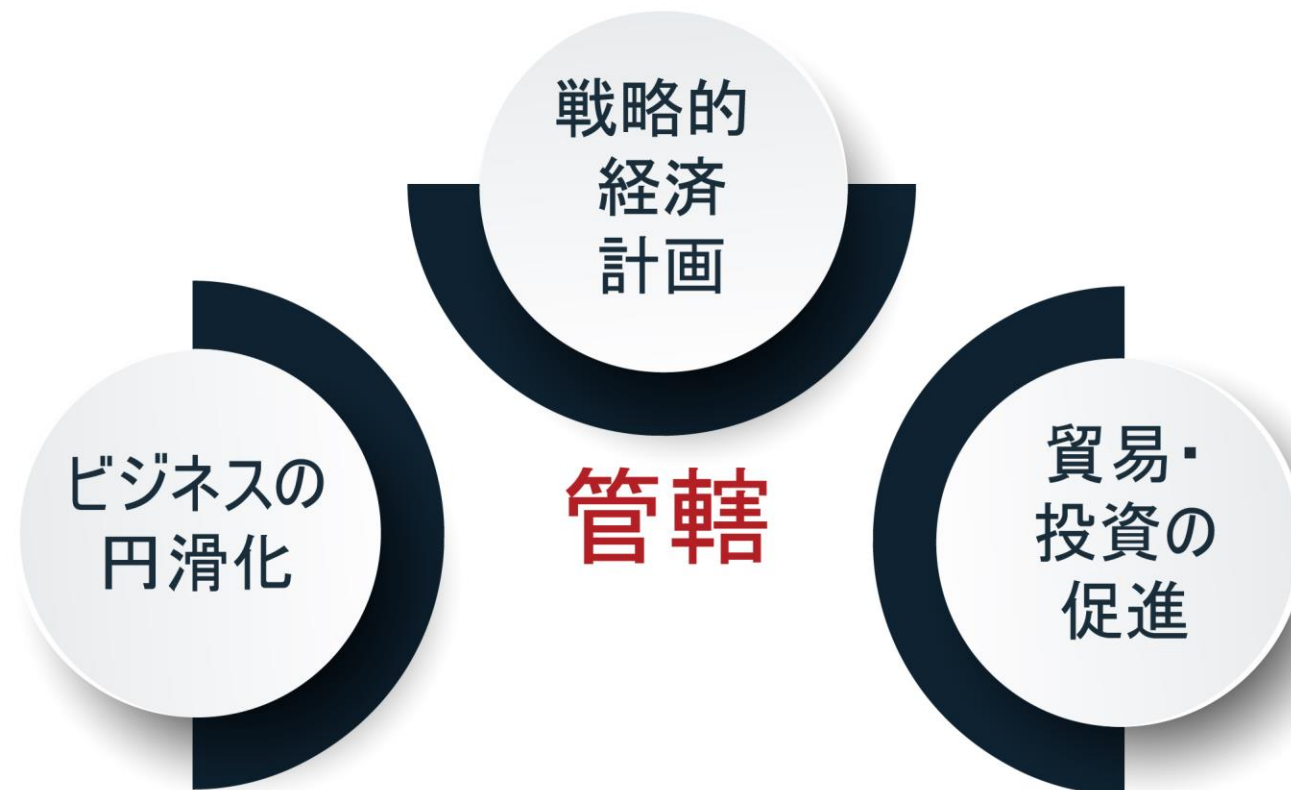 戦略的
経済
計画
ビジネスの
円滑化
管轄
貿易・
投資の
促進